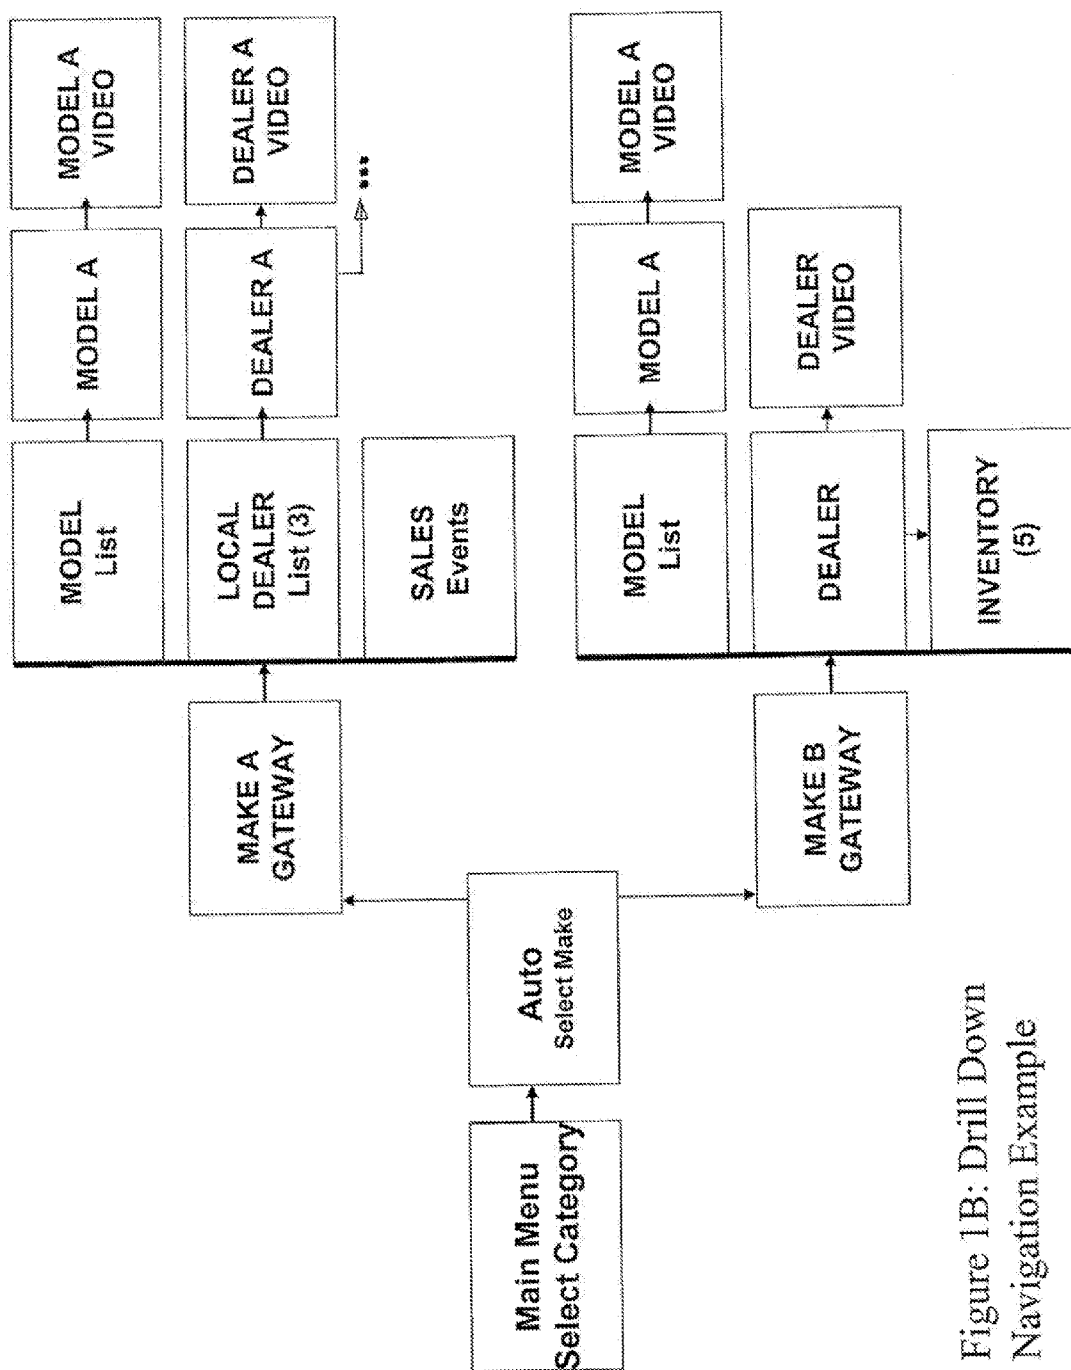 Main Menu
Select Category
Auto
Select Make
MAKE A
GATEWAY
MODEL
List
MODEL A
MODEL A
VIDEO
LOCAL
DEALER
List (3)
DEALER A
DEALER A
VIDEO
•••
SALES
Events
MAKE B
GATEWAY
MODEL
List
MODEL A
MODEL A
VIDEO
DEALER
DEALER
VIDEO
INVENTORY
(5)
Figure 1B: Drill Down
Navigation Example